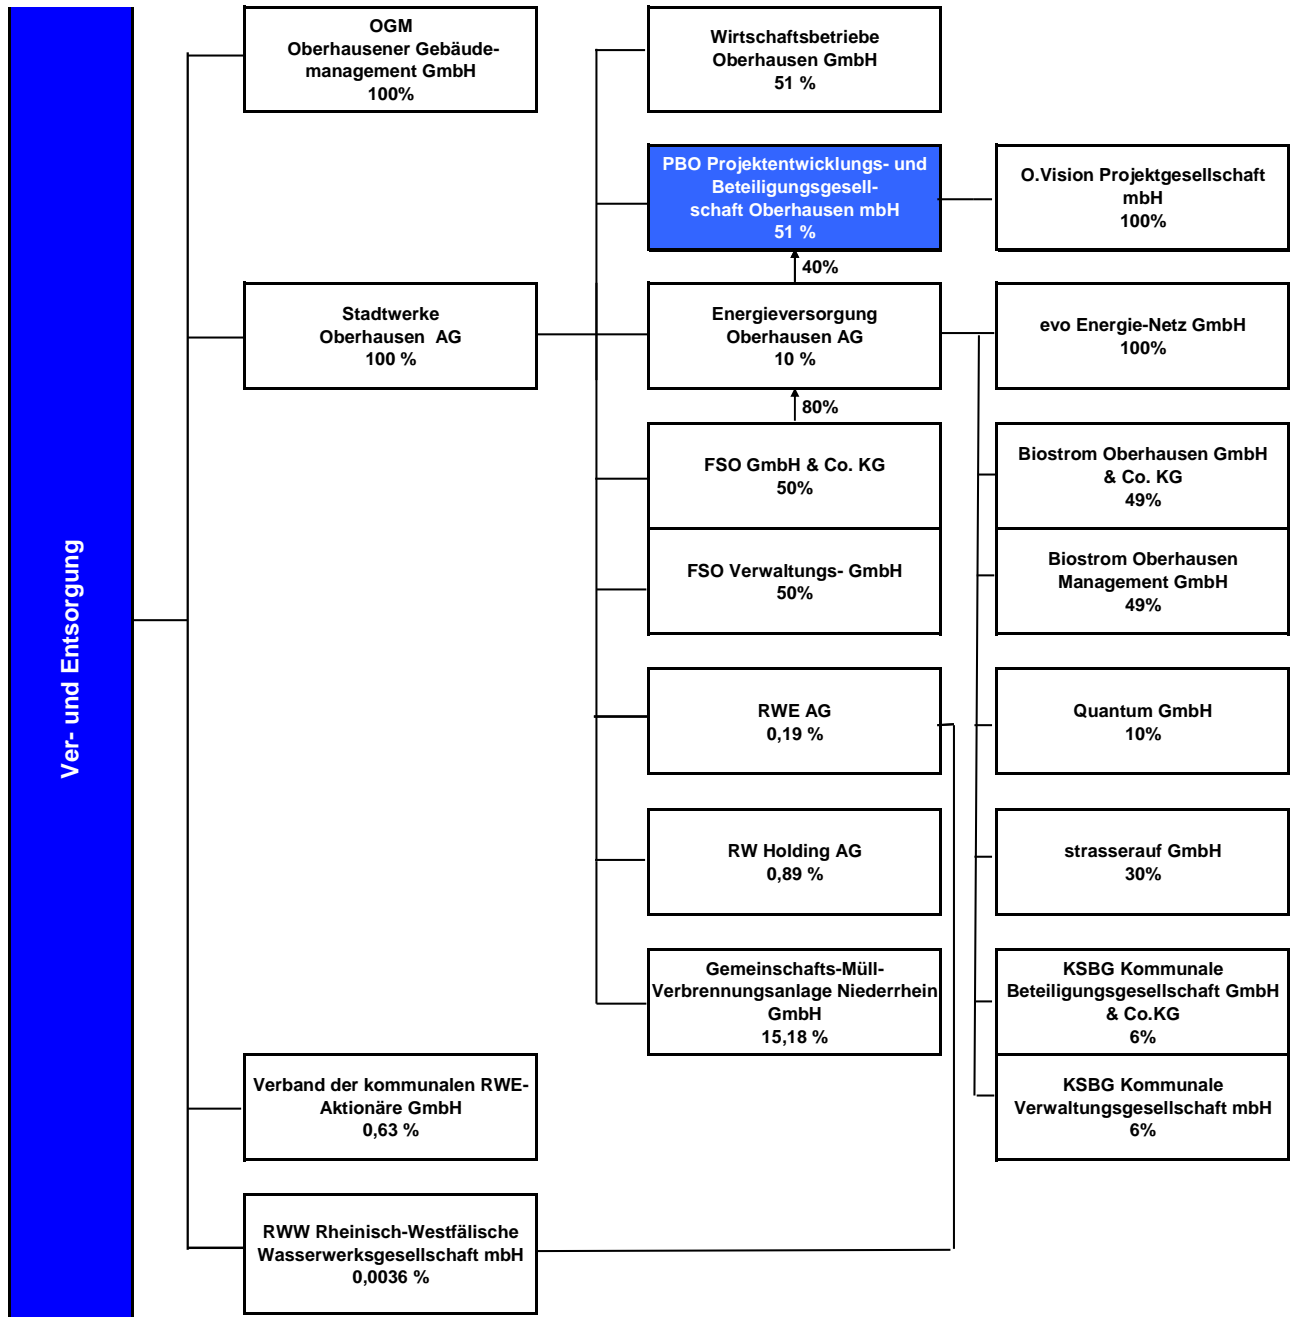 Ver- und Entsorgung
OGM
Oberhausener Gebäude-
management GmbH
100%
Stadtwerke
Oberhausen AG
100 %
Verband der kommunalen RWE-
Aktionäre GmbH
0,63 %
RWW Rheinisch-Westfälische
Wasserwerksgesellschaft mbH
0,0036 %
Wirtschaftsbetriebe
Oberhausen GmbH
51 %
PBO Projektentwicklungs- und
Beteiligungsgesell-
schaft Oberhausen mbH
51 %
40%
Energieversorgung
Oberhausen AG
10 %
80%
FSO GmbH & Co. KG
50%
FSO Verwaltungs- GmbH
50%
RWE AG
0,19 %
RW Holding AG
0,89 %
Gemeinschafts-Müll-
Verbrennungsanlage Niederrhein
GmbH
15,18 %
O.Vision Projektgesellschaft
mbH
100%
evo Energie-Netz GmbH
100%
Biostrom Oberhausen GmbH
& Co. KG
49%
Biostrom Oberhausen
Management GmbH
49%
Quantum GmbH
10%
strasserauf GmbH
30%
KSBG Kommunale
Beteiligungsgesellschaft GmbH
& Co.KG
6%
KSBG Kommunale
Verwaltungsgesellschaft mbH
6%